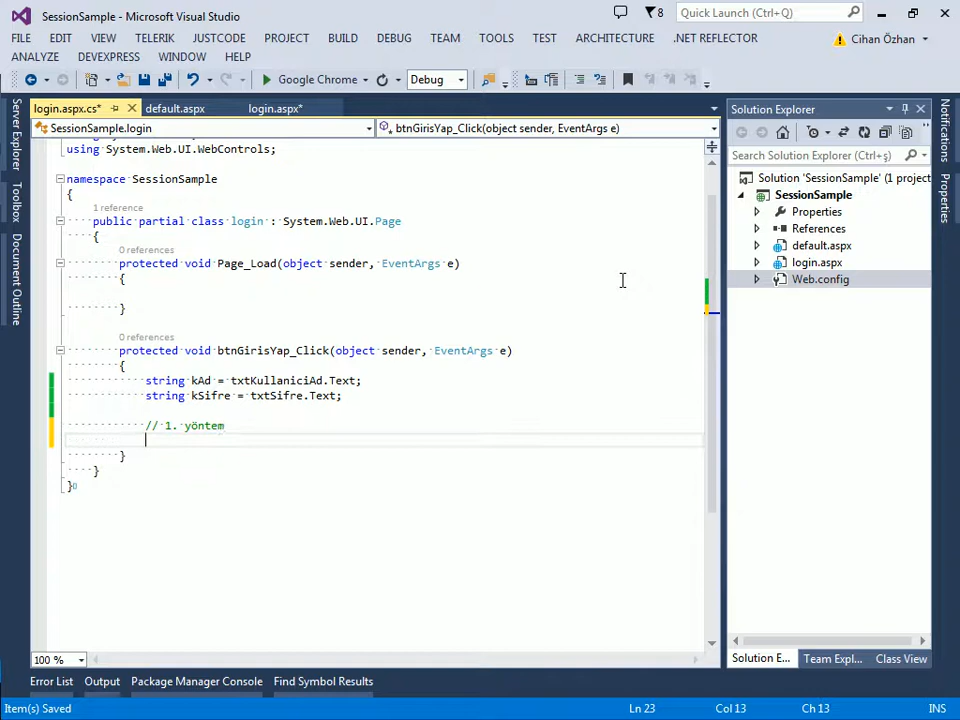 SessionSample - Microsoft Visual Studio
8
Quick Launch (Ctrl+Q)
FILE EDIT VIEW TELERIK JUSTCODE PROJECT BUILD DEBUG TEAM TOOLS TEST ARCHITECTURE .NET REFLECTOR
Cihan Özhan
ANALYZE DEVEXPRESS WINDOW HELP
Google Chrome
Debug
Server Explorer
Toolbox
Document Outline
login.aspx.cs*
default.aspx
login.aspx*
SessionSample.login
btnGirisYap_Click(object sender, EventArgs e)
using System.Web.UI.WebControls;
namespace SessionSample
{
1 reference
public partial class login : System.Web.UI.Page
{
0 references
protected void Page_Load(object sender, EventArgs e)
{
}
0 references
protected void btnGirisYap_Click(object sender, EventArgs e)
{
string kAd = txtKullaniciAd.Text;
string kSifre = txtSifre.Text;
// 1. yöntem
}
}
}
100 %
Solution Explorer
Search Solution Explorer (Ctrl+ş)
Solution 'SessionSample' (1 project
SessionSample
Properties
References
default.aspx
login.aspx
Web.config
Solution E...
Team Expl...
Class View
Notifications
Properties
Error List
Output
Package Manager Console
Find Symbol Results
Item(s) Saved
Ln 23
Col 13
Ch 13
INS